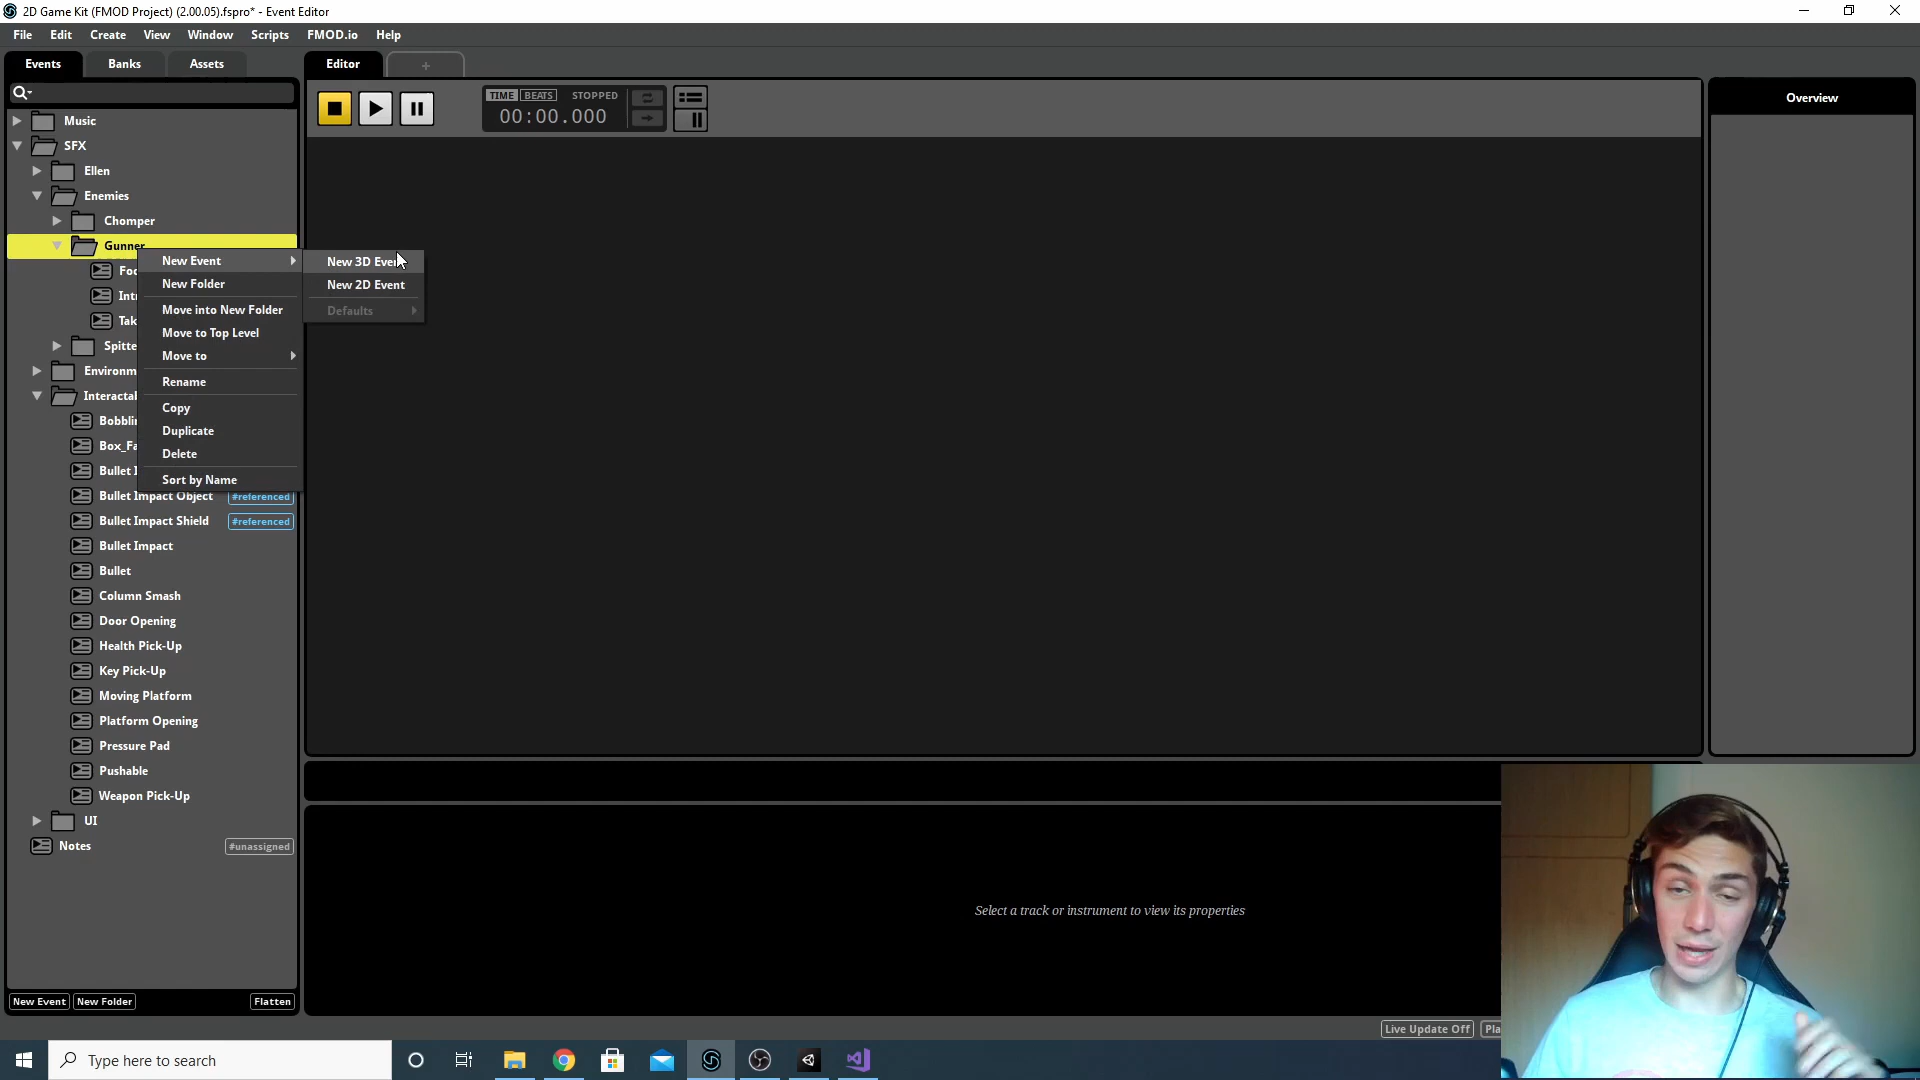 2D Game Kit (FMOD Project) (2.00.05).fspro* - Event Editor
File Edit Create View Window Scripts FMOD.io Help
Events Banks Assets Editor +
TIME BEATS STOPPED
00:00.000
Overview
Music
SFX
Ellen
Enemies
Chomper
Gunner
New Event
New 3D
New Folder
New 2D Event
Move into New Folder
Defaults
Move to Top Level
Move to
Rename
Copy
Duplicate
Delete
Sort by Name
Bullet Impact Object #referenced
Bullet Impact Shield #referenced
Bullet Impact
Bullet
Column Smash
Door Opening
Health Pick-Up
Key Pick-Up
Moving Platform
Platform Opening
Pressure Pad
Pushable
Weapon Pick-Up
UI
Notes #unassigned
Select a track or instrument to view its properties
New Event New Folder Flatten
Live Update Off
Type here to search